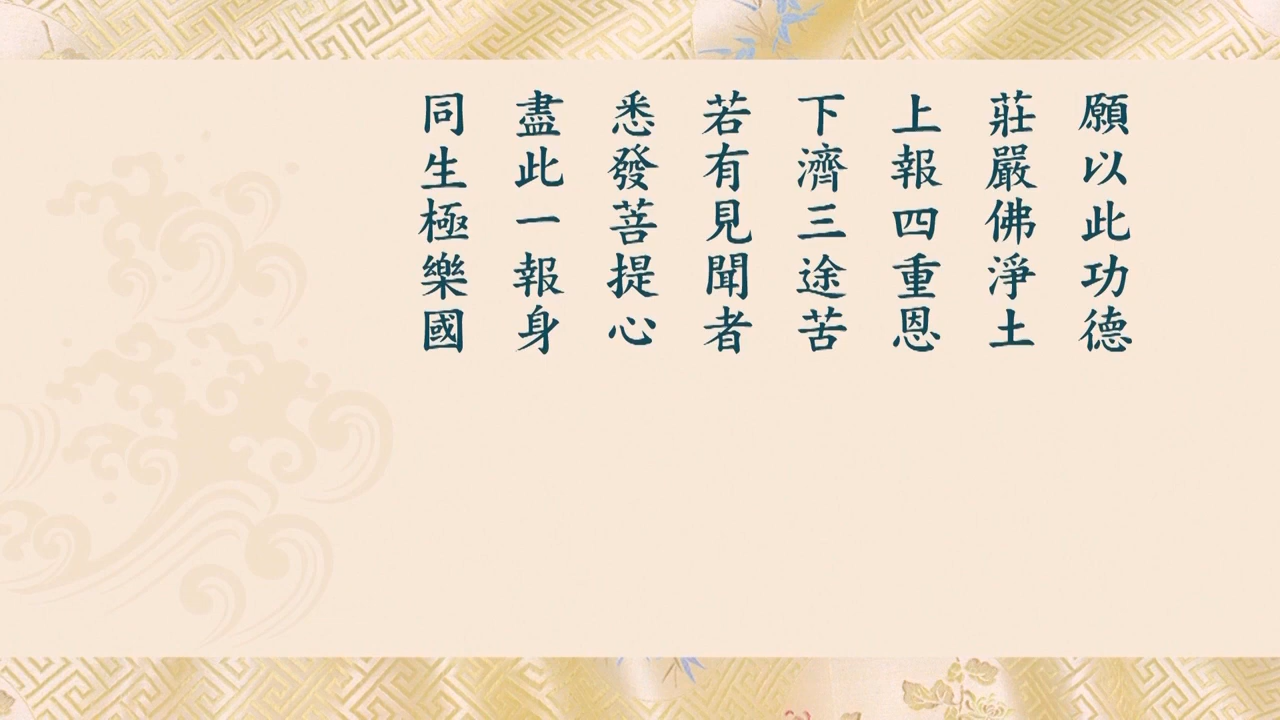 願以此功德
莊嚴佛淨土
上報四重恩
下濟三途苦
若有見聞者
悉發菩提心
盡此一報身
同生極樂國